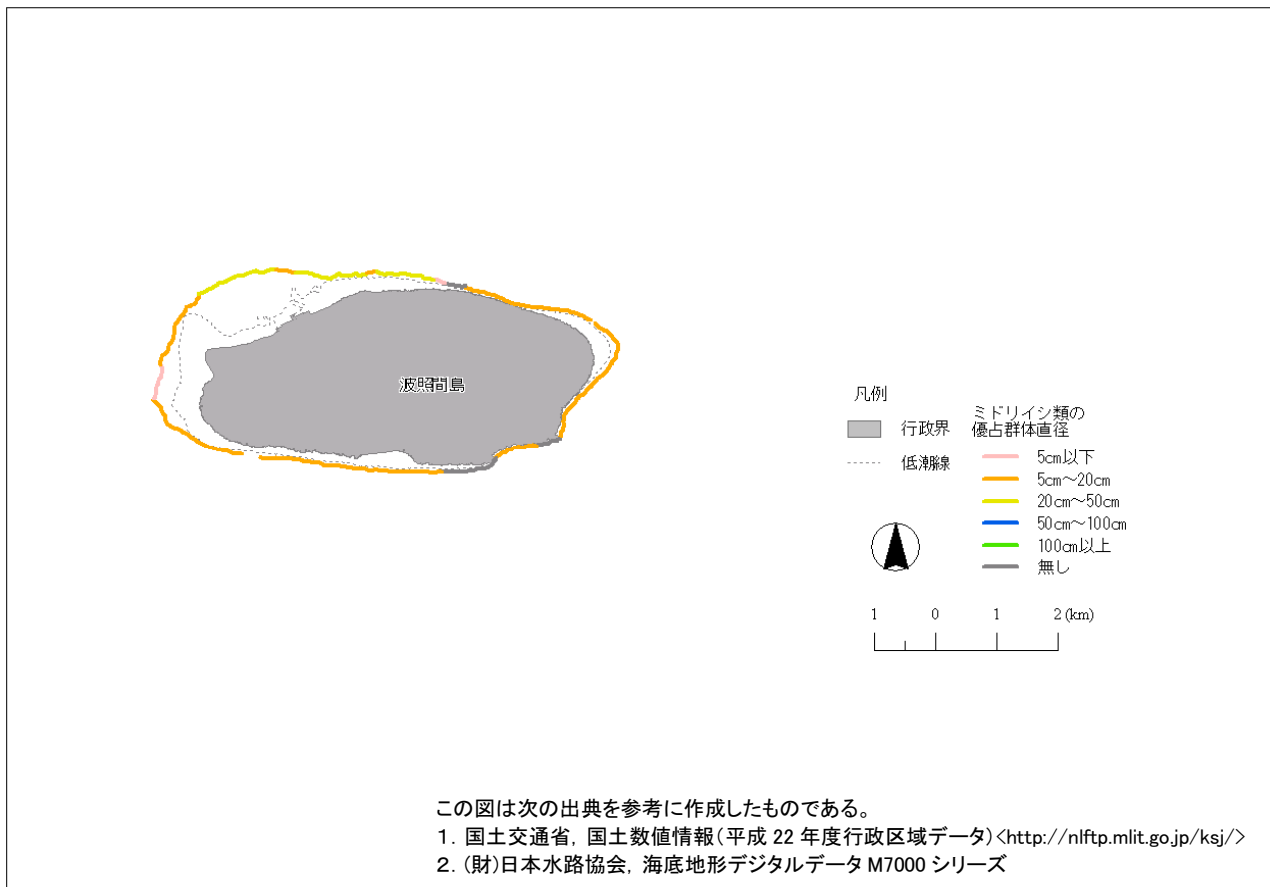 波照間島
凡例
行政界
低潮線
ミドリイシ類の
優占群体直径
5cm以下
5cm～20cm
20cm～50cm
50cm～100cm
100cm以上
無し
1 0 1 2 (km)
この図は次の出典を参考に作成したものである。
1. 国土交通省, 国土数値情報(平成 22 年度行政区域データ)<http://nlftp.mlit.go.jp/ksj/>
2. (財)日本水路協会, 海底地形デジタルデータ M7000 シリーズ